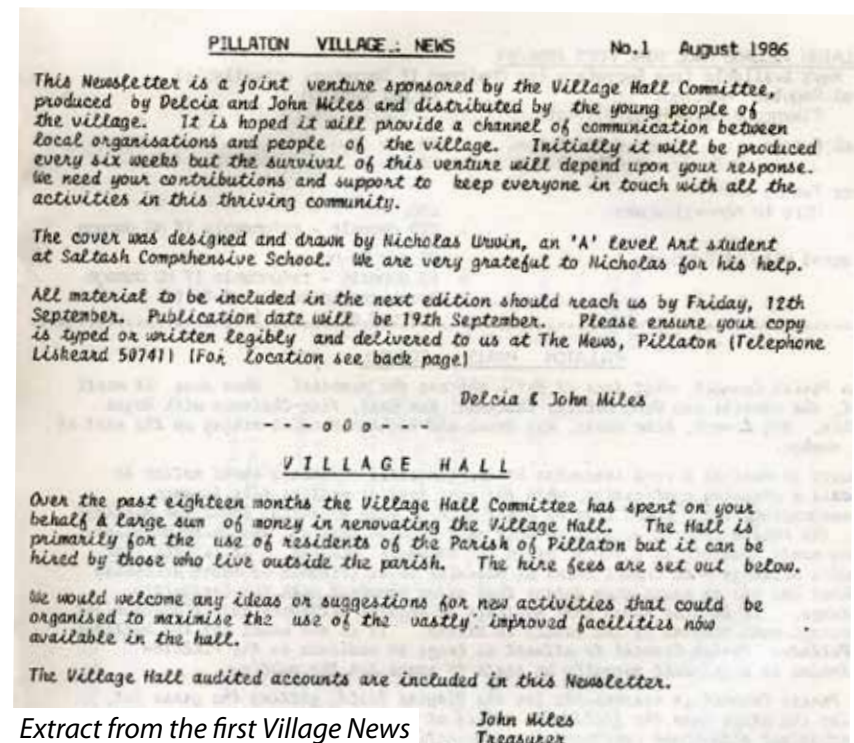 PILLATON VILLAGE.: NEWS No.1 August 1986
This Newsletter is a joint venture sponsored by the Village Hall Committee,
produced by Delcia and John Miles and distributed by the young people of
the village. It is hoped it will provide a channel of communication between
local organisations and people of the village. Initially it will be produced
every six weeks but the survival of this venture will depend upon your response.
We need your contributions and support to keep everyone in touch with all the
activities in this thriving community.
The cover was designed and drawn by Nicholas Urwin, an 'A' level Art student
at Saltash Comprhensive School. We are very grateful to Nicholas for his help.
All material to be included in the next edition should reach us by Friday, 12th
September. Publication date will be 19th September. Please ensure your copy
is typed or written legibly and delivered to us at The Mews, Pillaton (Telephone
Liskeard 50741) (For location see back page)
Delcia & John Miles
- - - o 0 o - - -
VILLAGE HALL
Over the past eighteen months the Village Hall Committee has spent on your
behalf A large sum of money in renovating the Village Hall. The Hall is
primarily for the use of residents of the Parish of Pillaton but it can be
hired by those who live outside the parish. The hire fees are set out below.
We would welcome any ideas or suggestions for new activities that could be
organised to maximise the use of the vastly improved facilities now
available in the hall.
The Village Hall audited accounts are included in this Newsletter.
John Miles
Treasurer
Extract from the first Village News